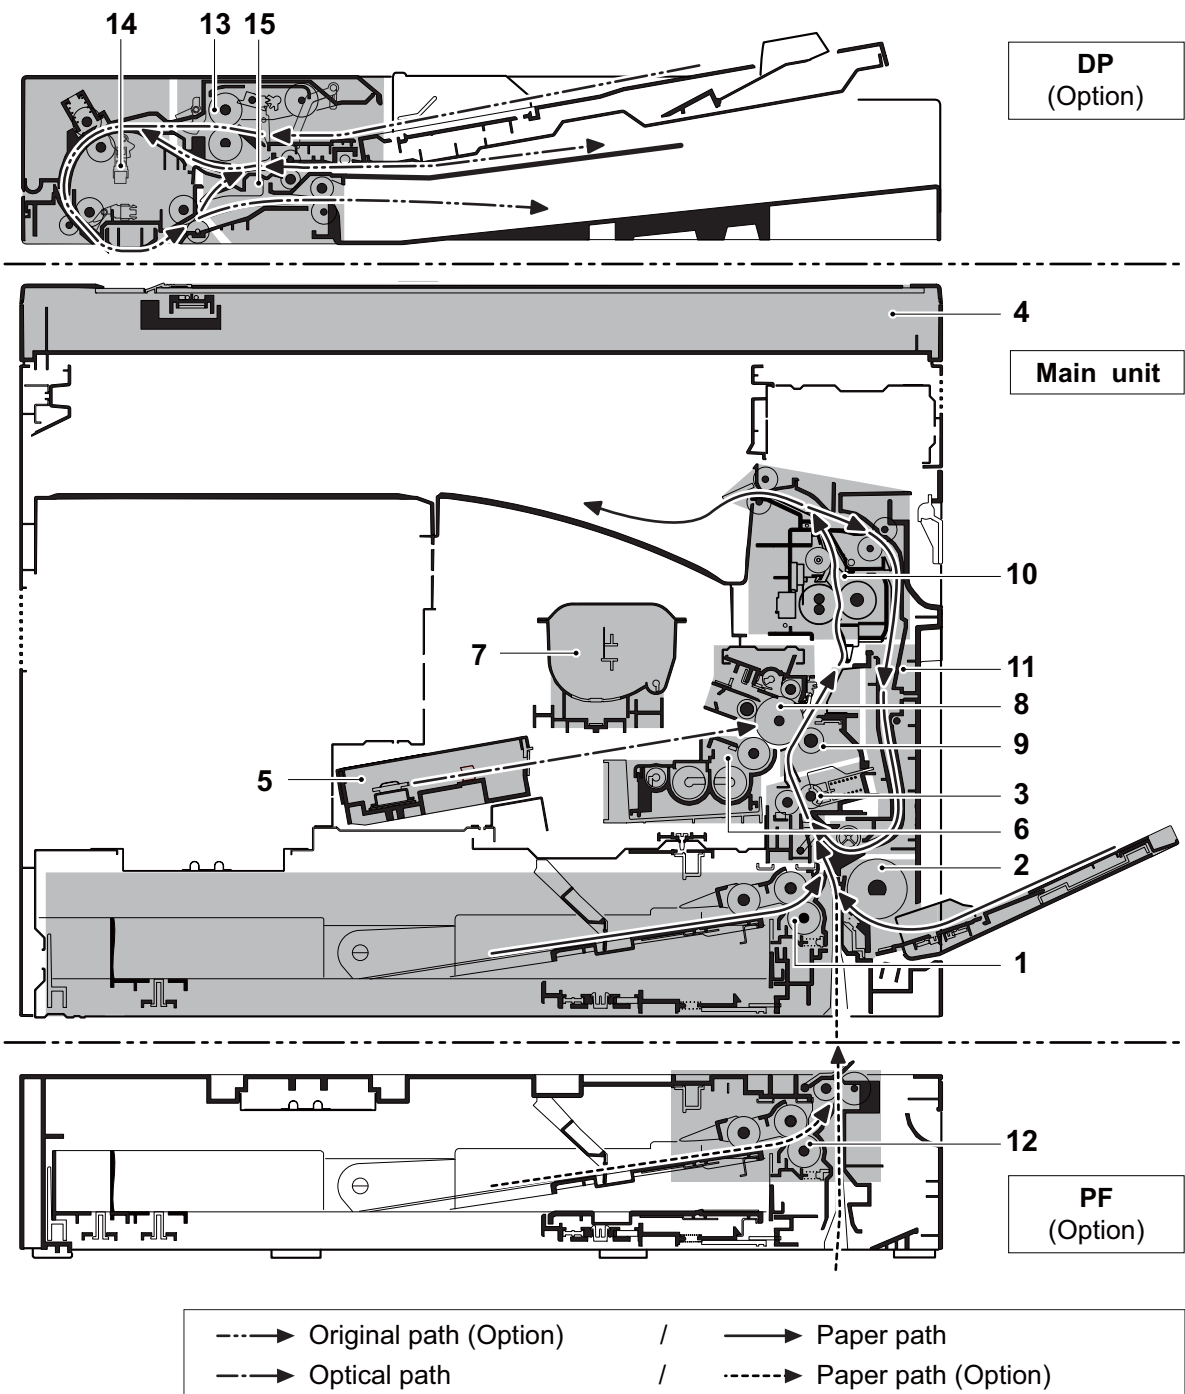 14 13 15
DP
(Option)
4
Main unit
10
7
11
8
9
5
3
6
2
1
12
PF
(Option)
Original path (Option) / Paper path
Optical path / Paper path (Option)